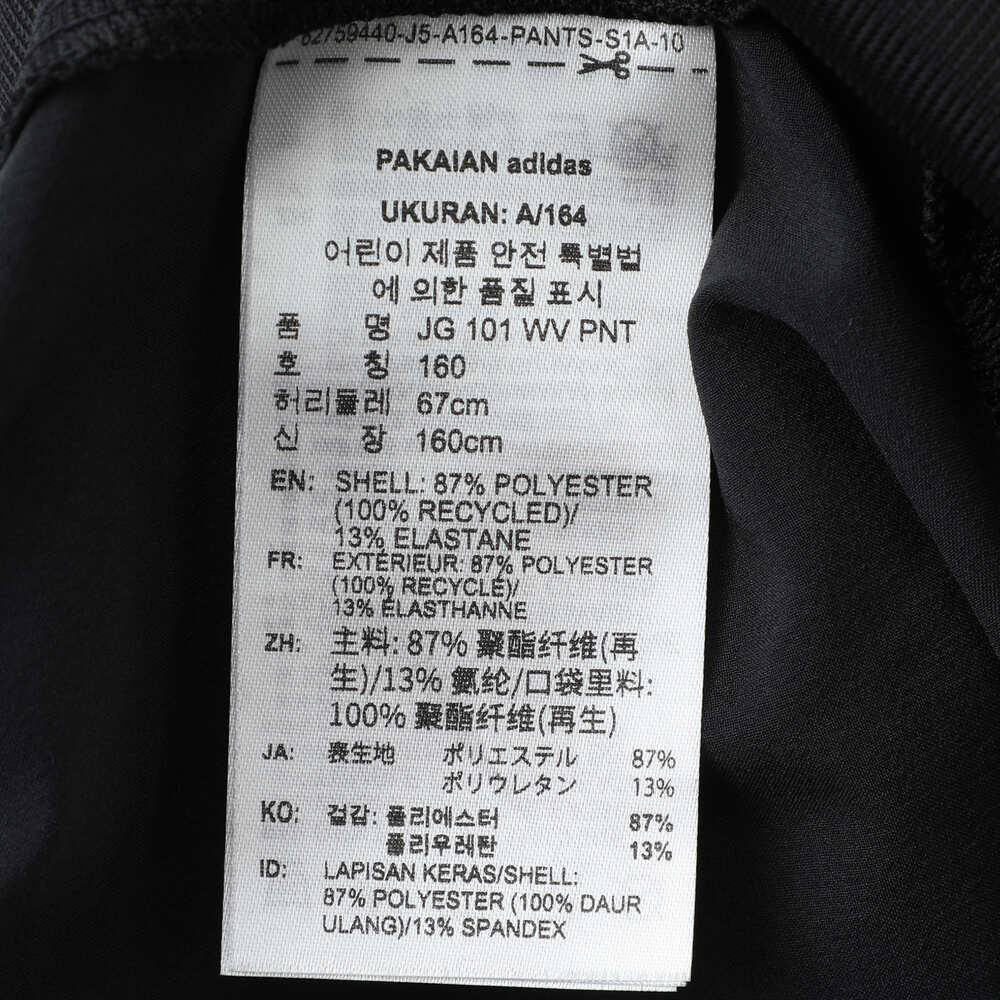 62759440-J5-A164-PANTS-S1A-10
PAKAIAN adidas
UKURAN: A/164
어린이 제품 안전 특별법
에 의한 품질 표시
품 명 JG 101 WV PNT
호 칭 160
허리둘레 67cm
신 장 160cm
EN: SHELL: 87% POLYESTER
(100% RECYCLED)/
13% ELASTANE
FR: EXTÉRIEUR: 87% POLYESTER
(100% RECYCLÉ)/
13% ÉLASTHANNE
ZH: 主料: 87% 聚酯纤维(再
生)/13% 氨纶/口袋里料:
100% 聚酯纤维(再生)
JA: 表生地 ポリエステル 87%
ポリウレタン 13%
KO: 겉감: 폴리에스터 87%
폴리우레탄 13%
ID: LAPISAN KERAS/SHELL:
87% POLYESTER (100% DAUR
ULANG)/13% SPANDEX